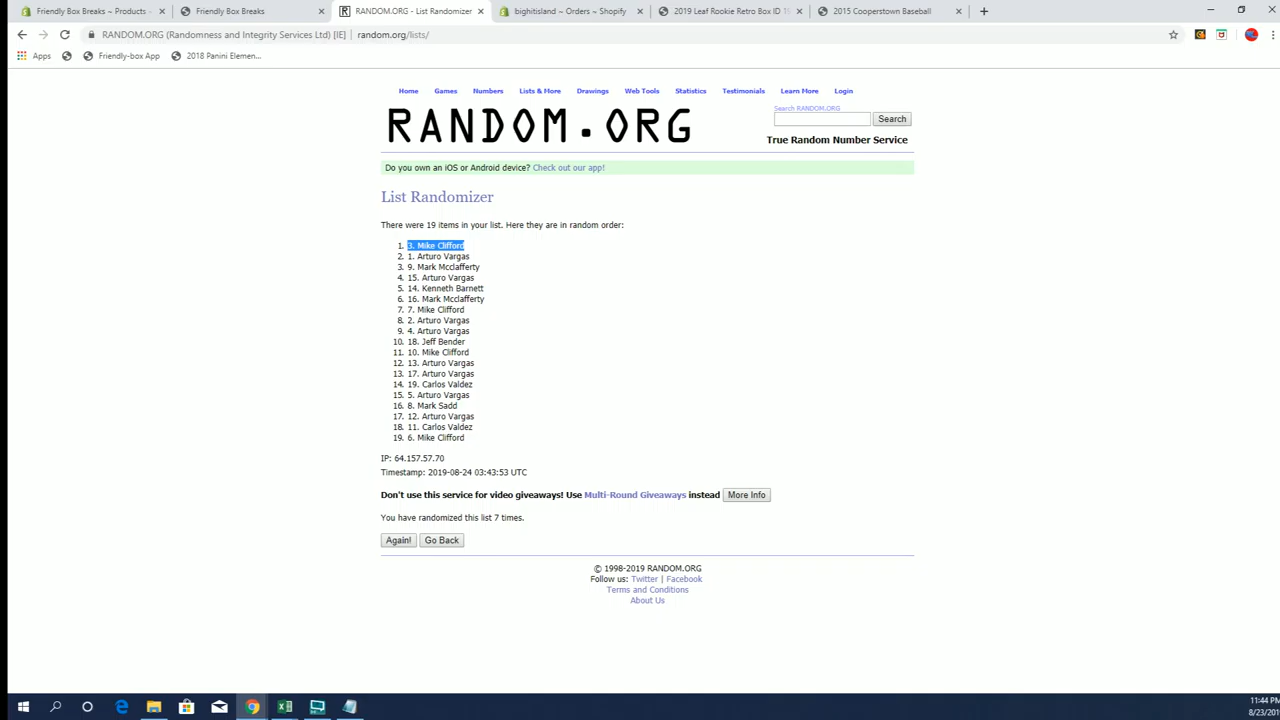 Friendly Box Breaks ~ Products ~
Friendly Box Breaks
RANDOM.ORG - List Randomizer
bighitisland ~ Orders ~ Shopify
2019 Leaf Rookie Retro Box ID 19
2015 Cooperstown Baseball
RANDOM.ORG (Randomness and Integrity Services Ltd) [IE] | random.org/lists/
Apps
Friendly-box App
2018 Panini Elemen...
Home Games Numbers Lists & More Drawings Web Tools Statistics Testimonials Learn More Login
RANDOM.ORG
Search RANDOM.ORG
Search
True Random Number Service
Do you own an iOS or Android device? Check out our app!
List Randomizer
There were 19 items in your list. Here they are in random order:
1. 3. Mike Clifford
2. 1. Arturo Vargas
3. 9. Mark Mcclafferty
4. 15. Arturo Vargas
5. 14. Kenneth Barnett
6. 16. Mark Mcclafferty
7. 7. Mike Clifford
8. 2. Arturo Vargas
9. 4. Arturo Vargas
10. 18. Jeff Bender
11. 10. Mike Clifford
12. 13. Arturo Vargas
13. 17. Arturo Vargas
14. 19. Carlos Valdez
15. 5. Arturo Vargas
16. 8. Mark Sadd
17. 12. Arturo Vargas
18. 11. Carlos Valdez
19. 6. Mike Clifford
IP: 64.157.57.70
Timestamp: 2019-08-24 03:43:53 UTC
Don't use this service for video giveaways! Use Multi-Round Giveaways instead More Info
You have randomized this list 7 times.
Again! Go Back
© 1998-2019 RANDOM.ORG
Follow us: Twitter | Facebook
Terms and Conditions
About Us
11:44 PM
8/23/201